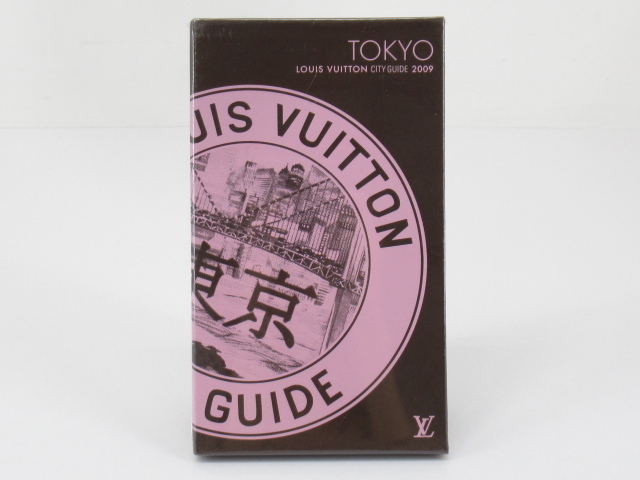 TOKYO
LOUIS VUITTON CITY GUIDE 2009
UIS VUITTON
東京
GUIDE
LV